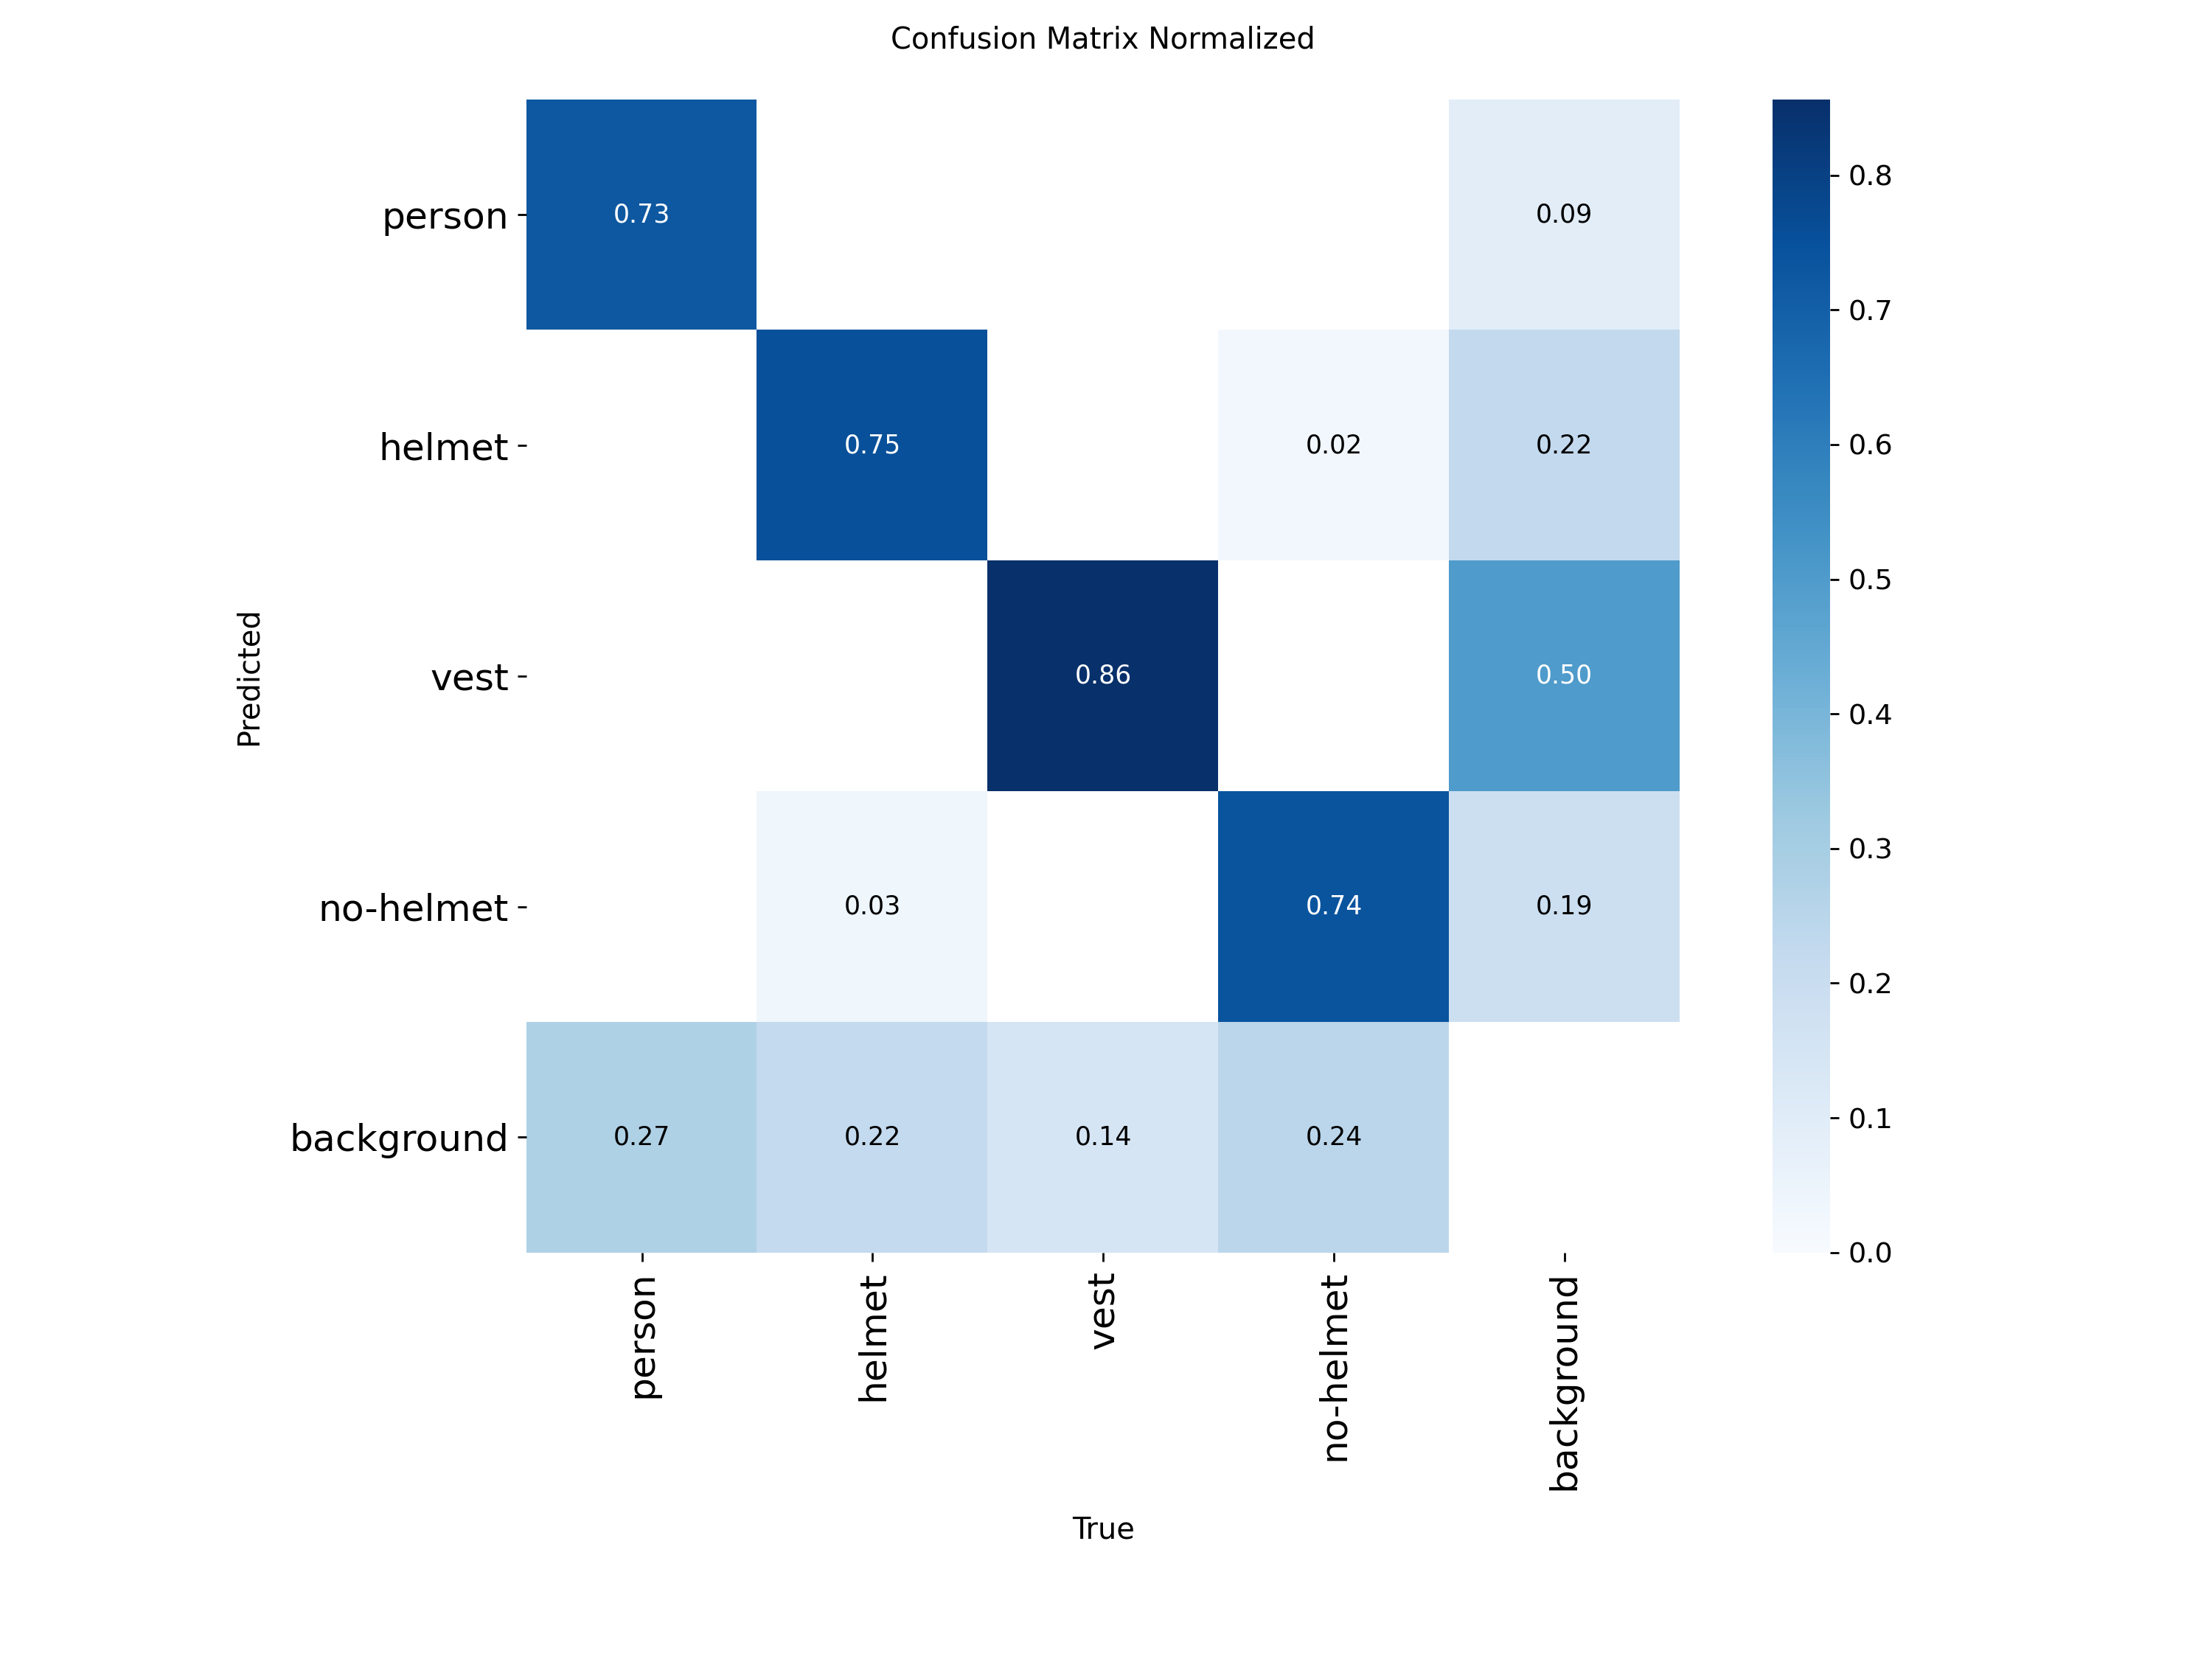 Confusion Matrix Normalized
person
0.73
0.09
helmet
0.75
0.02
0.22
vest
0.86
0.50
no-helmet
0.03
0.74
0.19
background
0.27
0.22
0.14
0.24
Predicted
person
helmet
vest
no-helmet
background
True
0.8
0.7
0.6
0.5
0.4
0.3
0.2
0.1
0.0